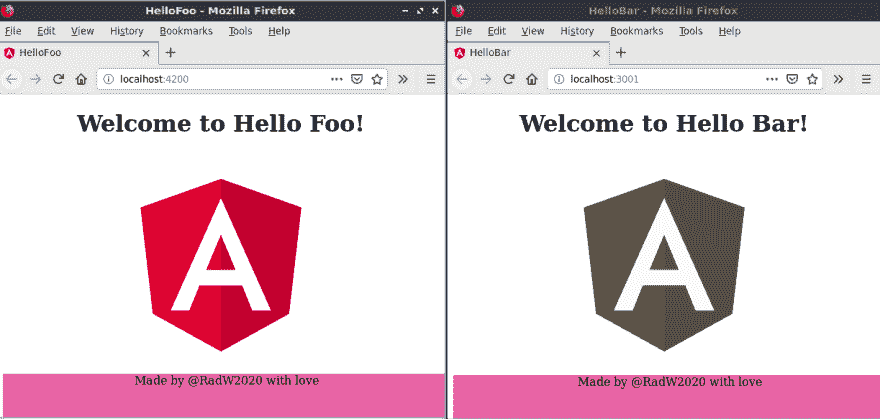 HelloFoo - Mozilla Firefox
File Edit View History Bookmarks Tools Help
HelloFoo
localhost:4200
Welcome to Hello Foo!
A
Made by @RadW2020 with love
HelloBar - Mozilla Firefox
File Edit View History Bookmarks Tools Help
HelloBar
localhost:3001
Welcome to Hello Bar!
A
Made by @RadW2020 with love